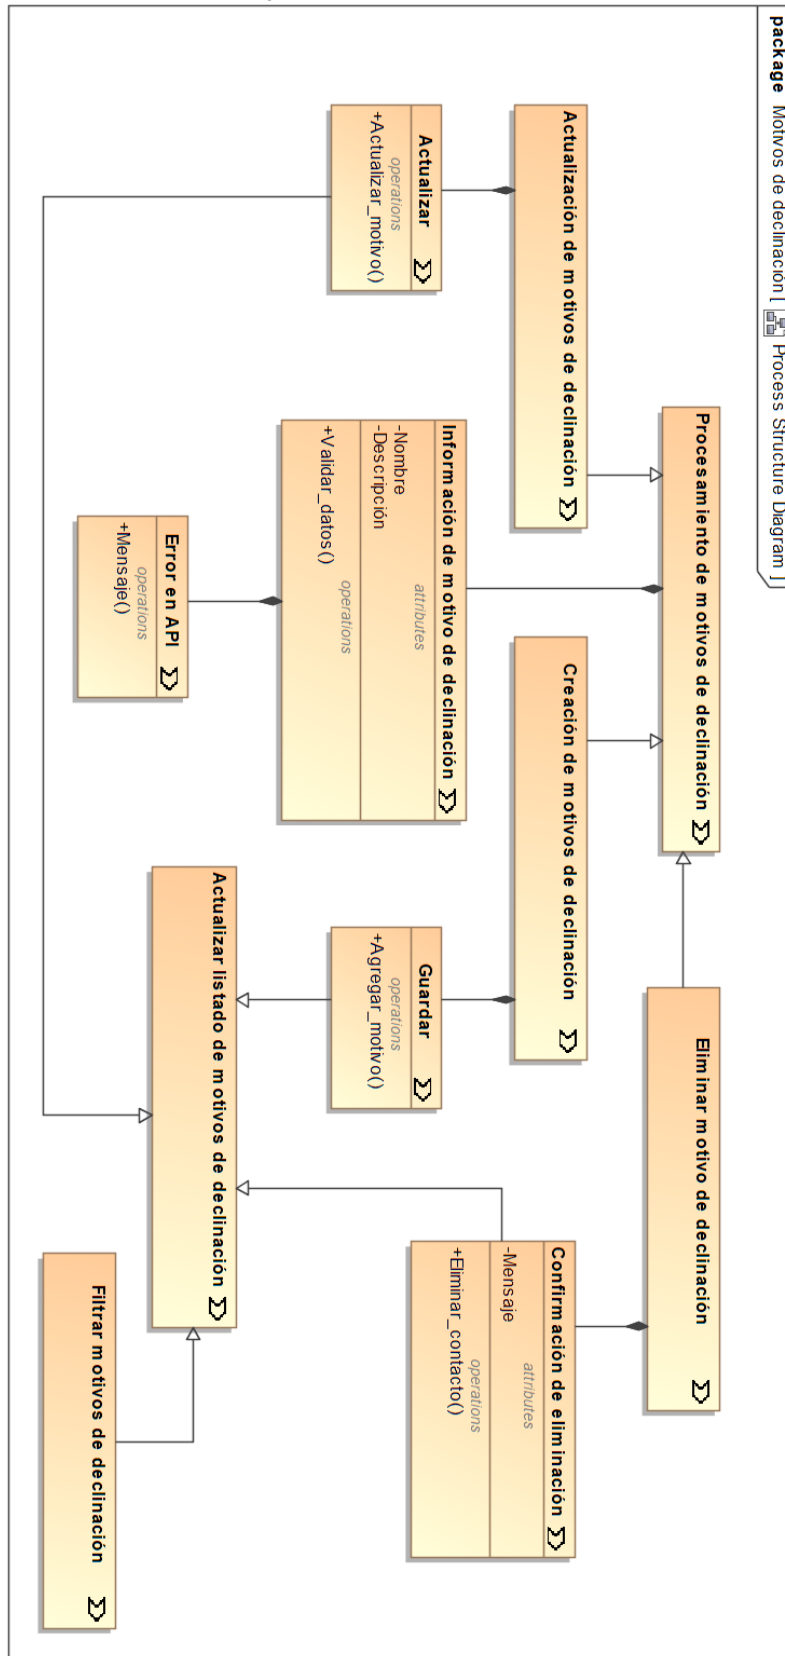 package Motivos de declinación [ Process Structure Diagram ]
Procesamiento de motivos de declinación
Eliminar motivo de declinación
Actualización de motivos de declinación
Creación de motivos de declinación
Confirmación de eliminación
attributes
-Mensaje
operations
+Eliminar_contacto()
Actualizar
operations
+Actualizar_motivo()
Información de motivo de declinación
attributes
-Nombre
-Descripción
operations
+Validar_datos()
Guardar
operations
+Agregar_motivo()
Error en API
operations
+Mensaje()
Actualizar listado de motivos de declinación
Filtrar motivos de declinación